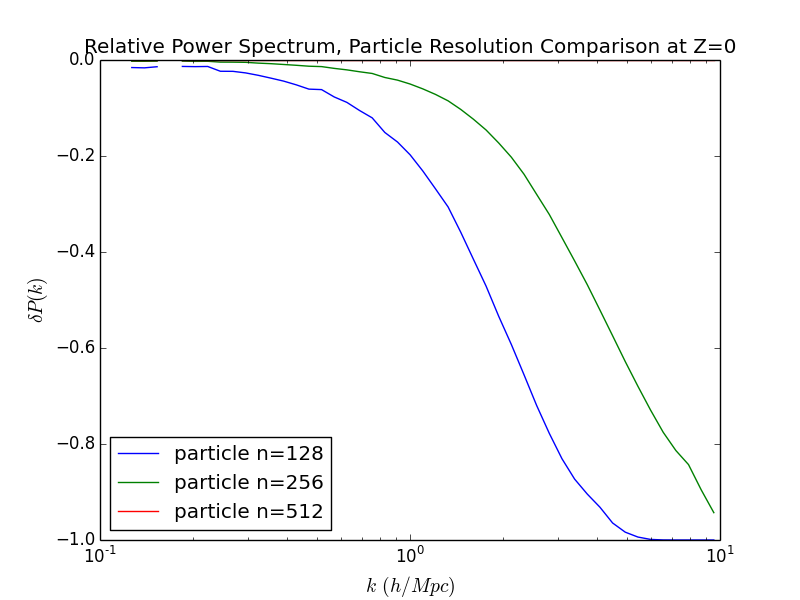 Relative Power Spectrum, Particle Resolution Comparison at Z=0
0.0
−0.2
−0.4
−0.6
−0.8
−1.0
δP(k)
particle n=128
particle n=256
particle n=512
10⁻¹ 10⁰ 10¹
k (h/Mpc)